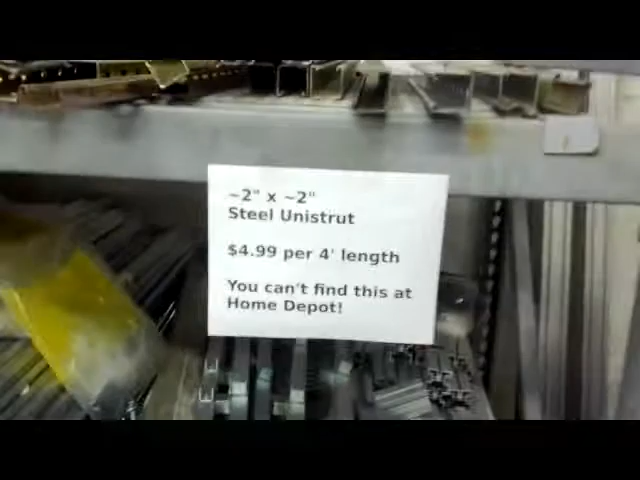 ~2" x ~2"
Steel Unistrut
$4.99 per 4' length
You can't find this at
Home Depot!